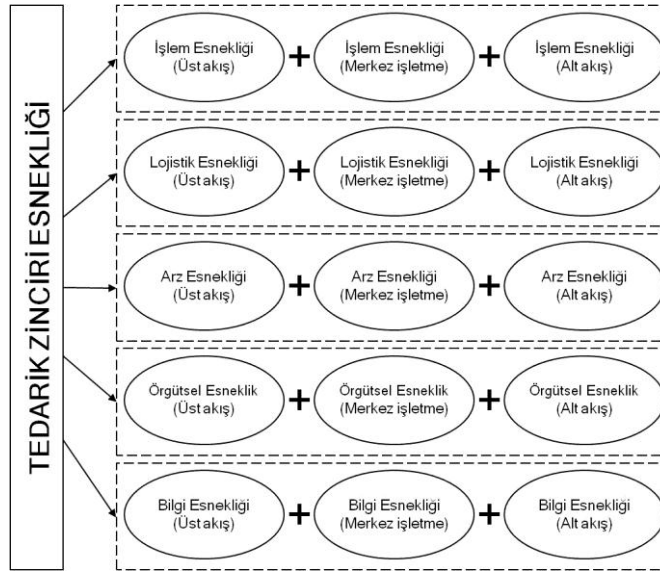 TEDARİK ZİNCİRİ ESNEKLİĞİ
İşlem Esnekliği
(Üst akış)
+
İşlem Esnekliği
(Merkez işletme)
+
İşlem Esnekliği
(Alt akış)
Lojistik Esnekliği
(Üst akış)
+
Lojistik Esnekliği
(Merkez işletme)
+
Lojistik Esnekliği
(Alt akış)
Arz Esnekliği
(Üst akış)
+
Arz Esnekliği
(Merkez işletme)
+
Arz Esnekliği
(Alt akış)
Örgütsel Esneklik
(Üst akış)
+
Örgütsel Esneklik
(Merkez işletme)
+
Örgütsel Esneklik
(Alt akış)
Bilgi Esnekliği
(Üst akış)
+
Bilgi Esnekliği
(Merkez işletme)
+
Bilgi Esnekliği
(Alt akış)